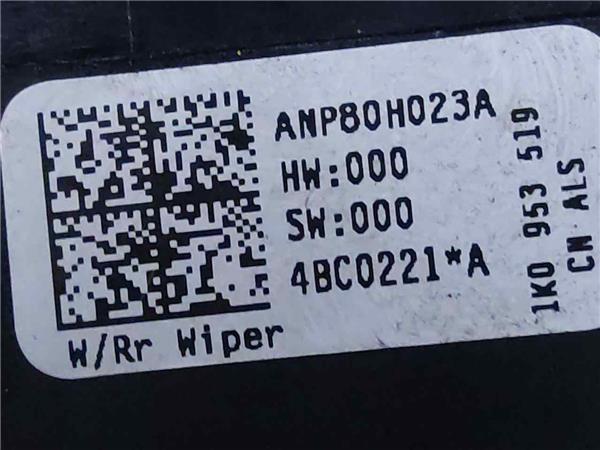 ANP80H023A
HW:000
SW:000
4BC0221*A
W/Rr Wiper
1K0 953 519
CN ALS